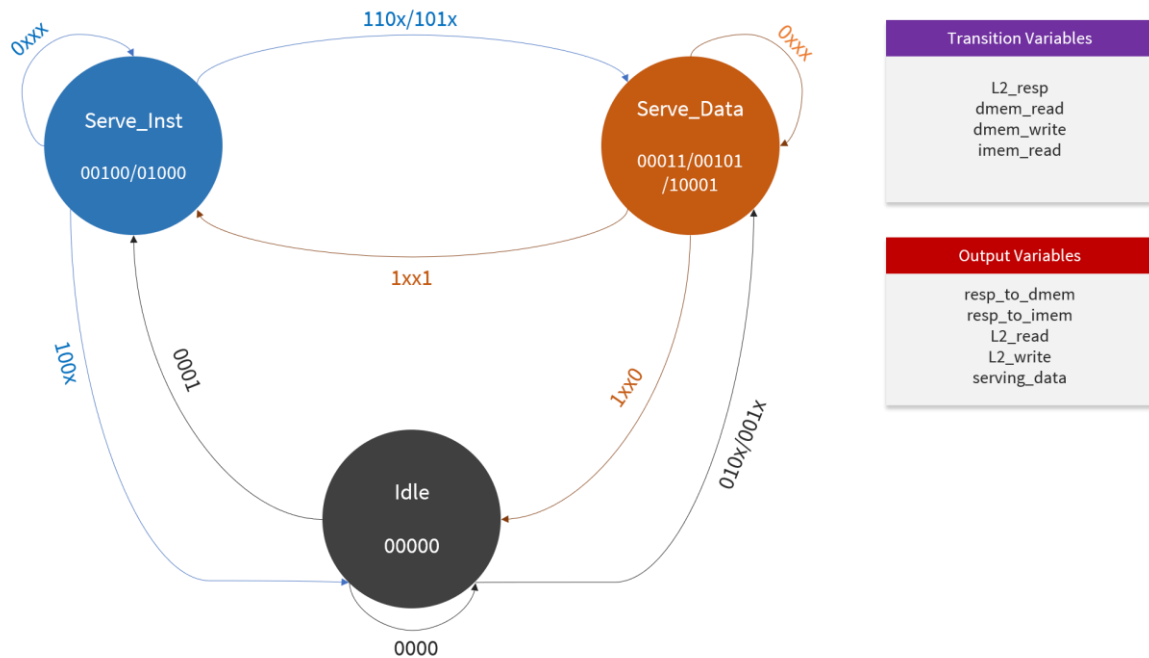 0xxx
110x/101x
0xxx
Serve_Inst
00100/01000
Serve_Data
00011/00101
/10001
1xx1
100x
0001
1xx0
010x/001x
Idle
00000
0000
Transition Variables
L2_resp
dmem_read
dmem_write
imem_read
Output Variables
resp_to_dmem
resp_to_imem
L2_read
L2_write
serving_data